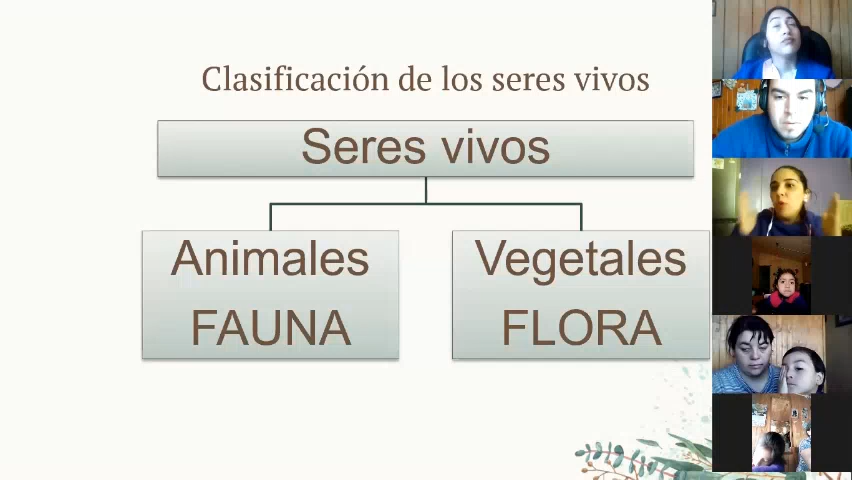 Clasificación de los seres vivos
Seres vivos
Animales
FAUNA
Vegetales
FLORA